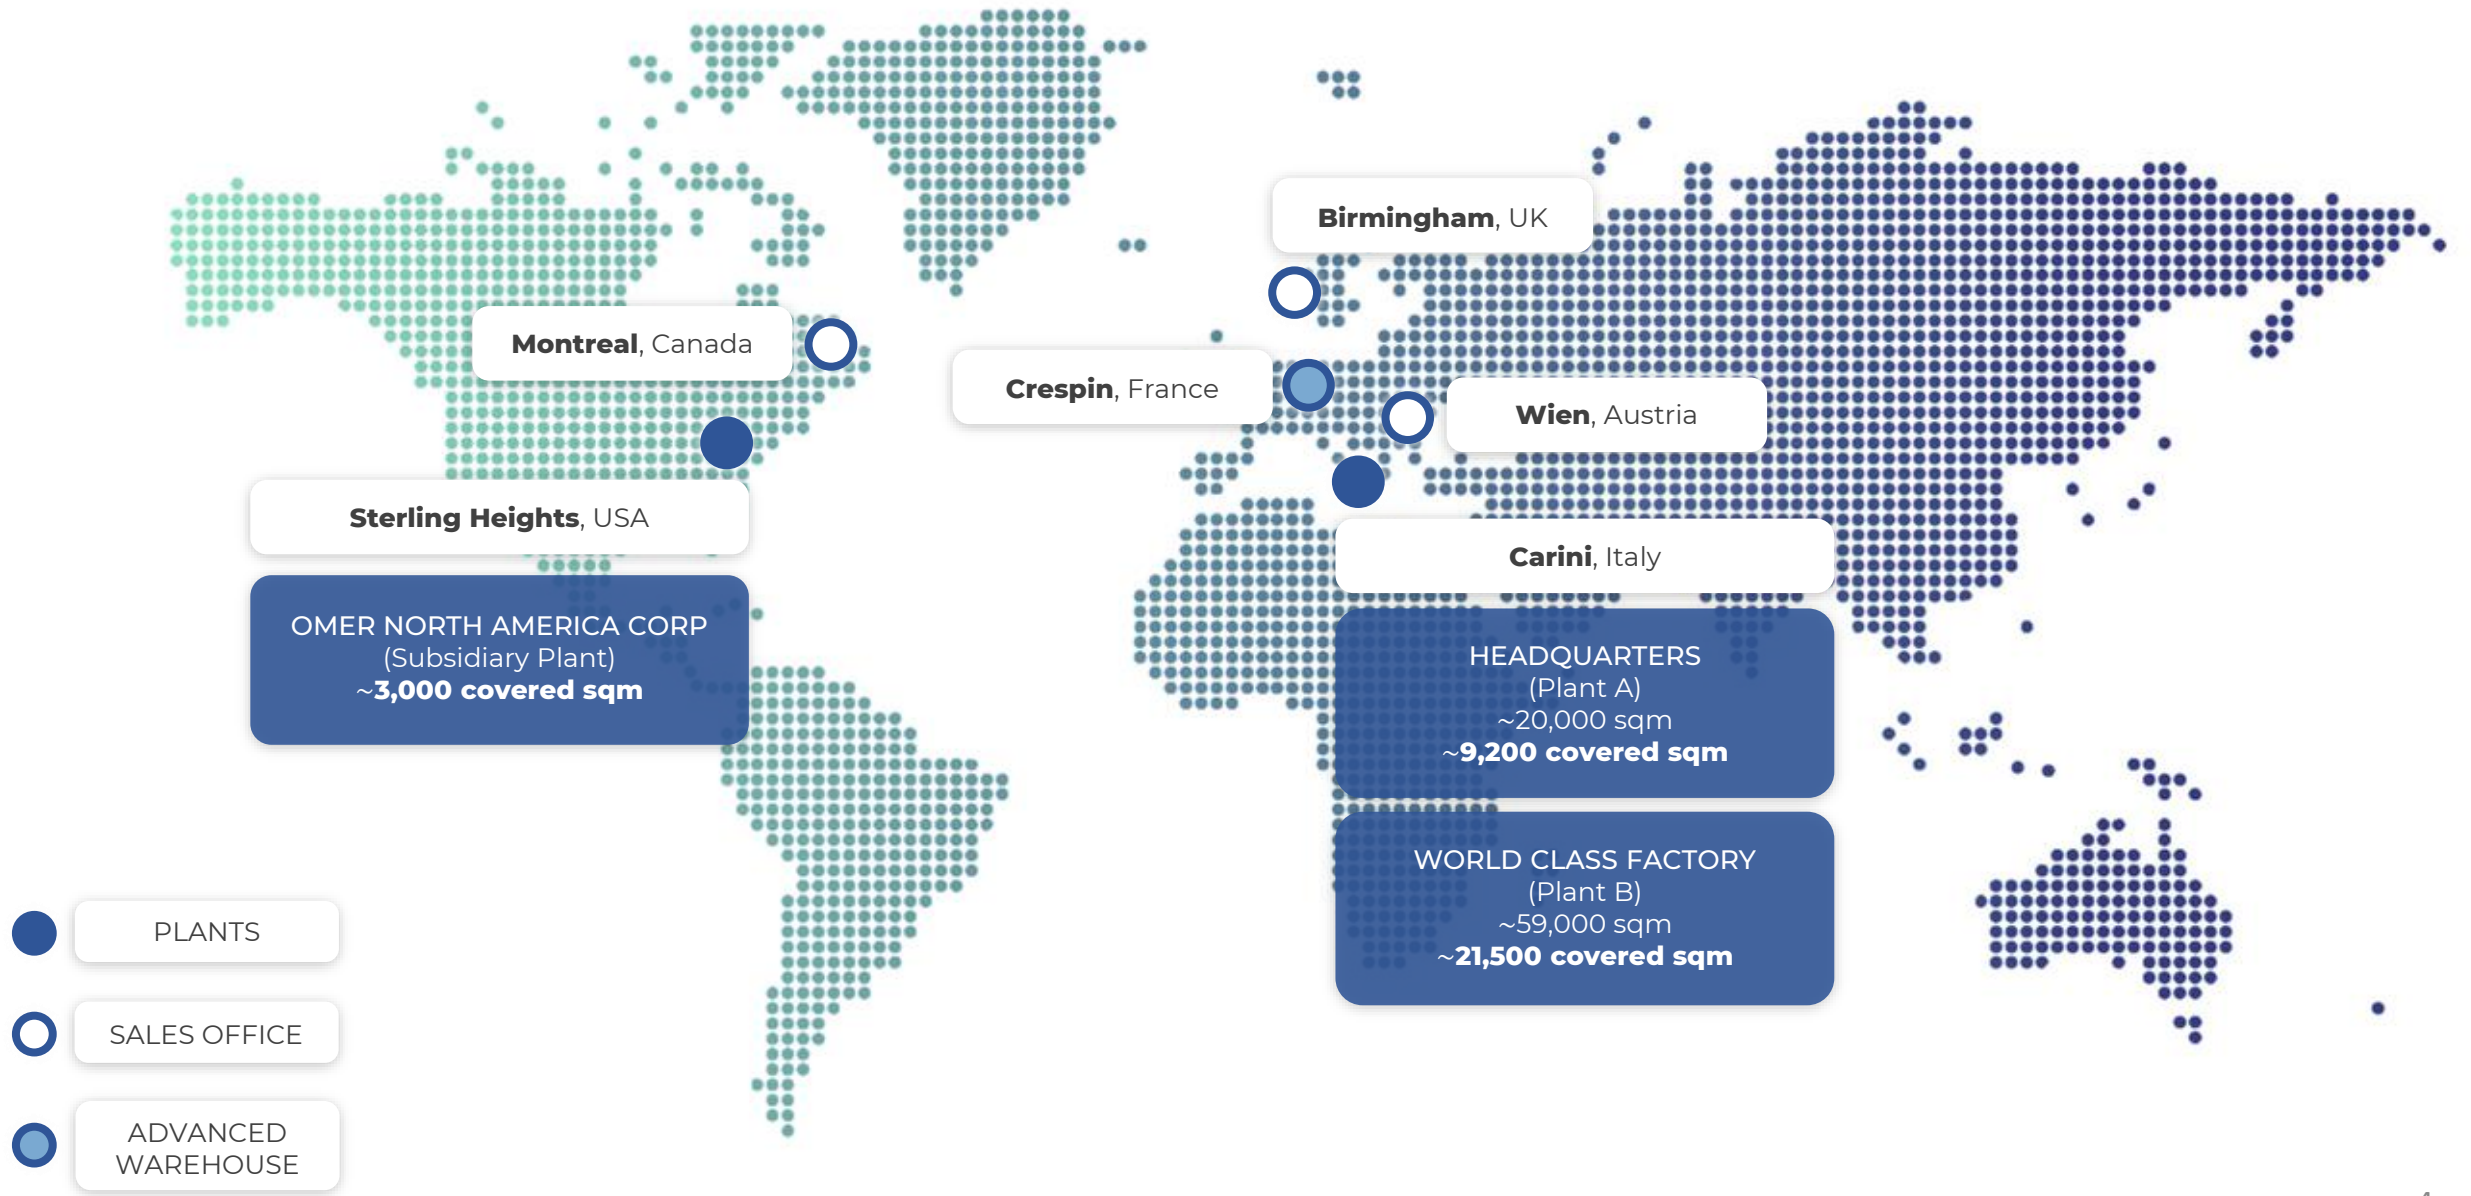 Birmingham, UK
Montreal, Canada
Crespin, France
Wien, Austria
Sterling Heights, USA
Carini, Italy
OMER NORTH AMERICA CORP
(Subsidiary Plant)
~3,000 covered sqm
HEADQUARTERS
(Plant A)
~20,000 sqm
~9,200 covered sqm
WORLD CLASS FACTORY
(Plant B)
~59,000 sqm
~21,500 covered sqm
PLANTS
SALES OFFICE
ADVANCED
WAREHOUSE